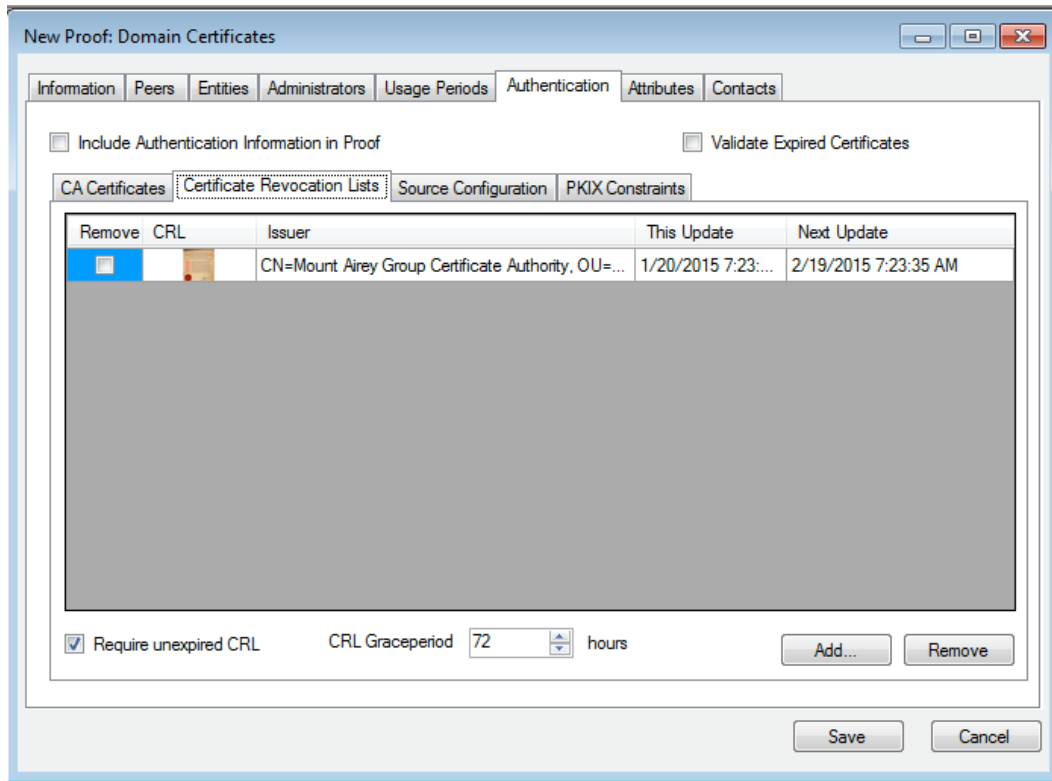 New Proof: Domain Certificates
Information Peers Entities Administrators Usage Periods Authentication Attributes Contacts
Include Authentication Information in Proof Validate Expired Certificates
CA Certificates Certificate Revocation Lists Source Configuration PKIX Constraints
Remove CRL Issuer This Update Next Update
CN=Mount Airey Group Certificate Authority, OU=... 1/20/2015 7:23:... 2/19/2015 7:23:35 AM
Require unexpired CRL CRL Graceperiod 72 hours Add... Remove
Save Cancel